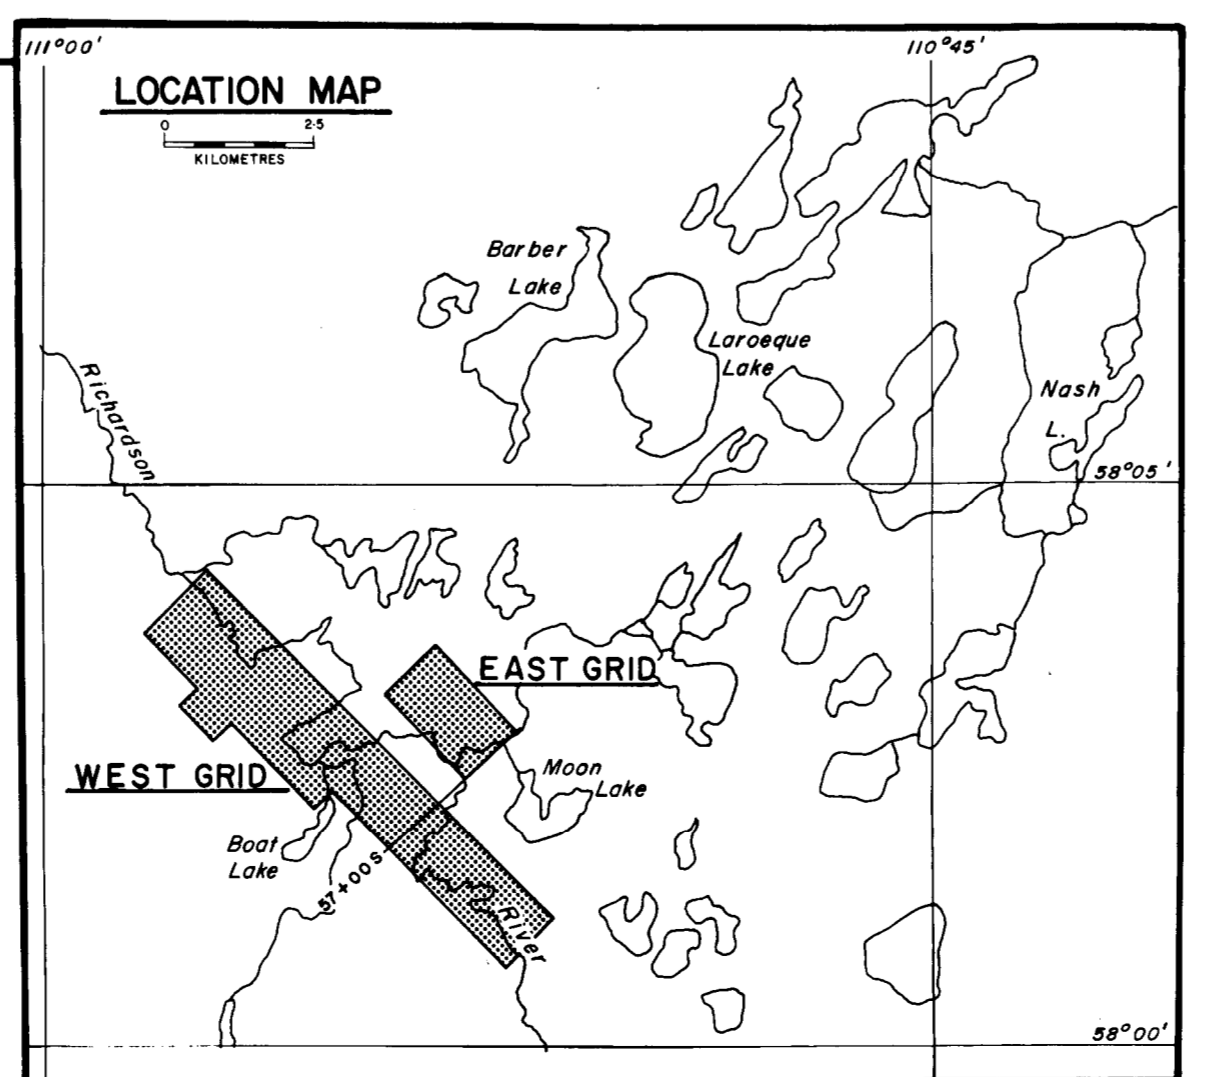 111°00'
110°45'
LOCATION MAP
0 2·5
KILOMETRES
Barber
Lake
Laroeque
Lake
Richardson
Nash
L.
58°05'
EAST GRID
WEST GRID
Moon
Lake
Boat
Lake
57+00S
River
58°00'